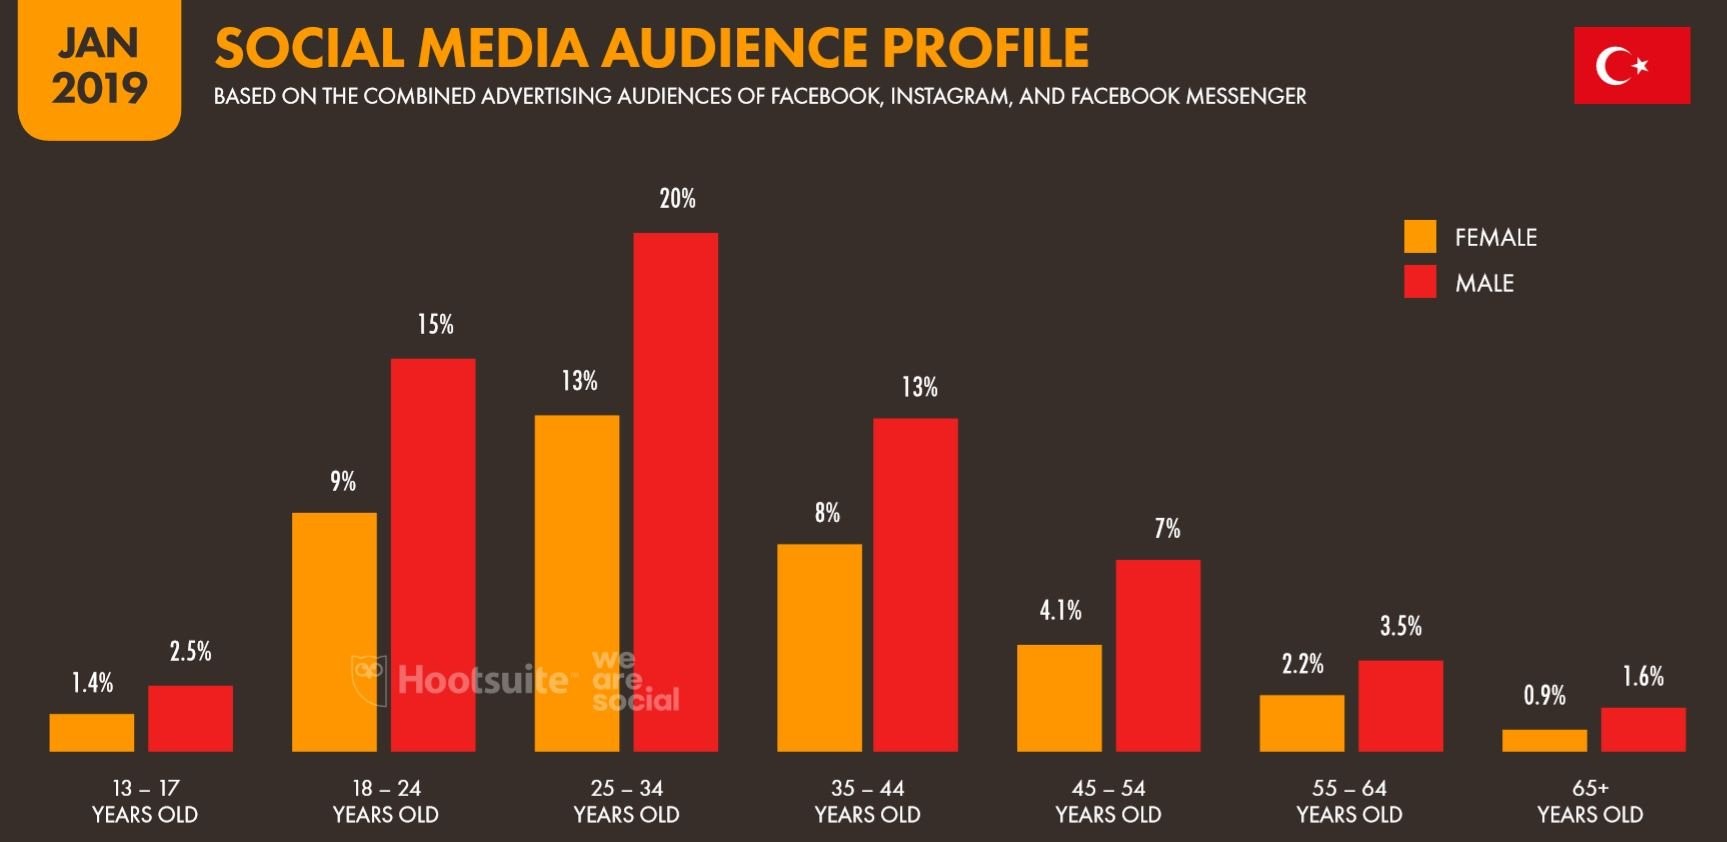 JAN
2019
SOCIAL MEDIA AUDIENCE PROFILE
BASED ON THE COMBINED ADVERTISING AUDIENCES OF FACEBOOK, INSTAGRAM, AND FACEBOOK MESSENGER
FEMALE
MALE
1.4%
2.5%
9%
15%
13%
20%
8%
13%
4.1%
7%
2.2%
3.5%
0.9%
1.6%
Hootsuite
we
are
social
13 – 17
YEARS OLD
18 – 24
YEARS OLD
25 – 34
YEARS OLD
35 – 44
YEARS OLD
45 – 54
YEARS OLD
55 – 64
YEARS OLD
65+
YEARS OLD